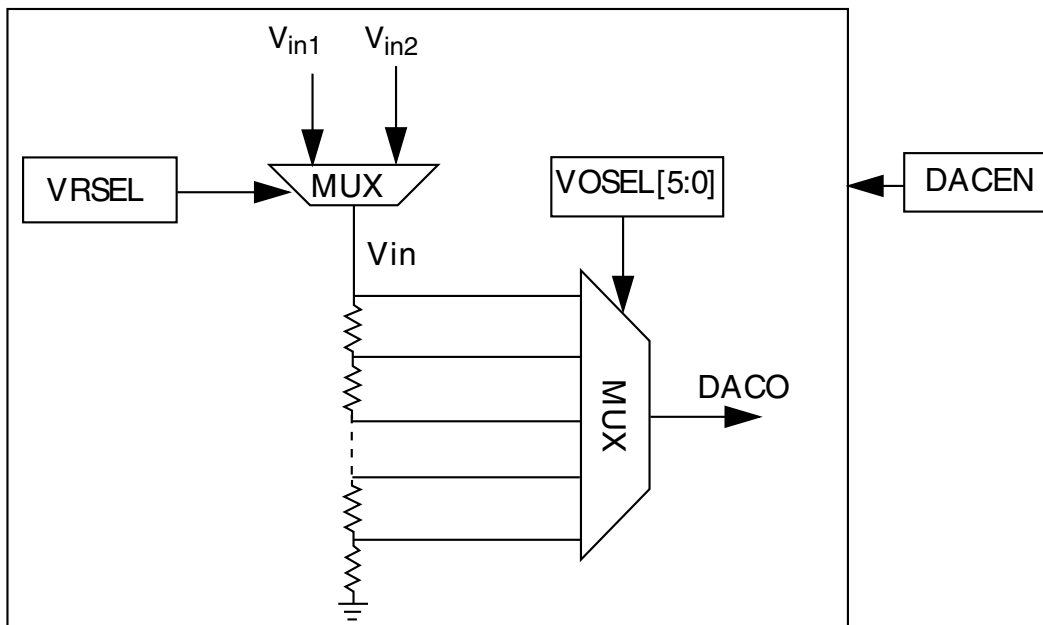 Vin1
Vin2
VRSEL
MUX
VOSEL[5:0]
DACEN
Vin
MUX
DACO